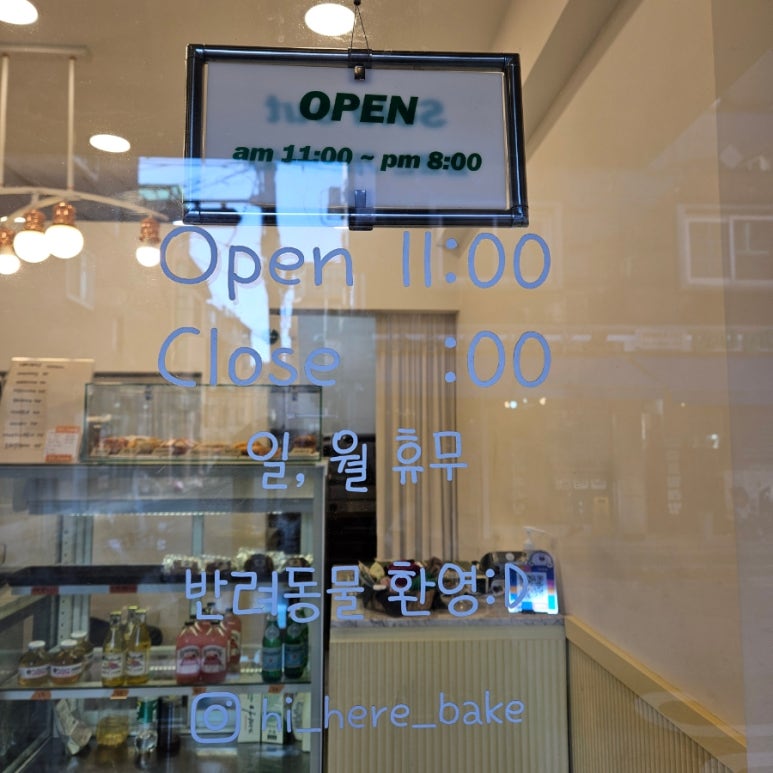 OPEN
am 11:00 ~ pm 8:00
Open 11:00
Close :00
일, 월 휴무
반려동물 환영:D
hi_here_bake